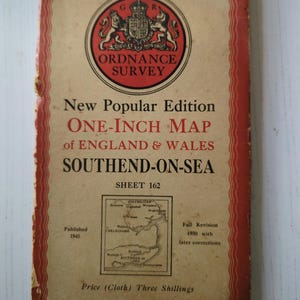 G R
ORDNANCE
SURVEY
New Popular Edition
ONE-INCH MAP
OF ENGLAND & WALES
SOUTHEND-ON-SEA
SHEET 162
Published
1945
Full Revision
1930 with
later corrections
Price (Cloth) Three Shillings